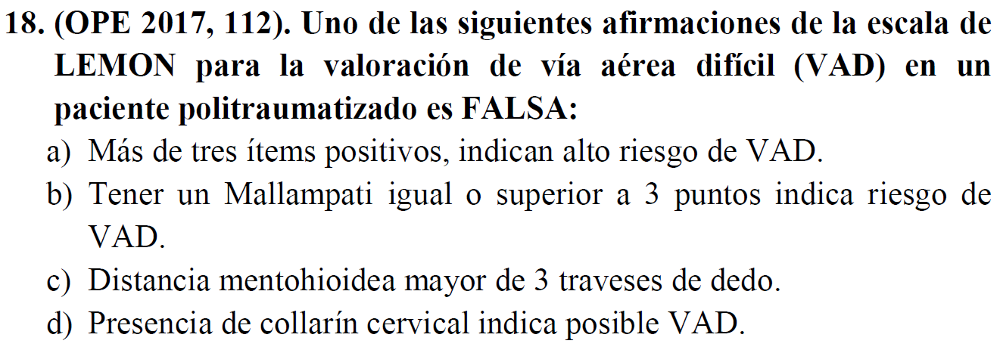 18. (OPE 2017, 112). Uno de las siguientes afirmaciones de la escala de
LEMON para la valoración de vía aérea difícil (VAD) en un
paciente politraumatizado es FALSA:
a) Más de tres ítems positivos, indican alto riesgo de VAD.
b) Tener un Mallampati igual o superior a 3 puntos indica riesgo de
VAD.
c) Distancia mentohioidea mayor de 3 traveses de dedo.
d) Presencia de collarín cervical indica posible VAD.